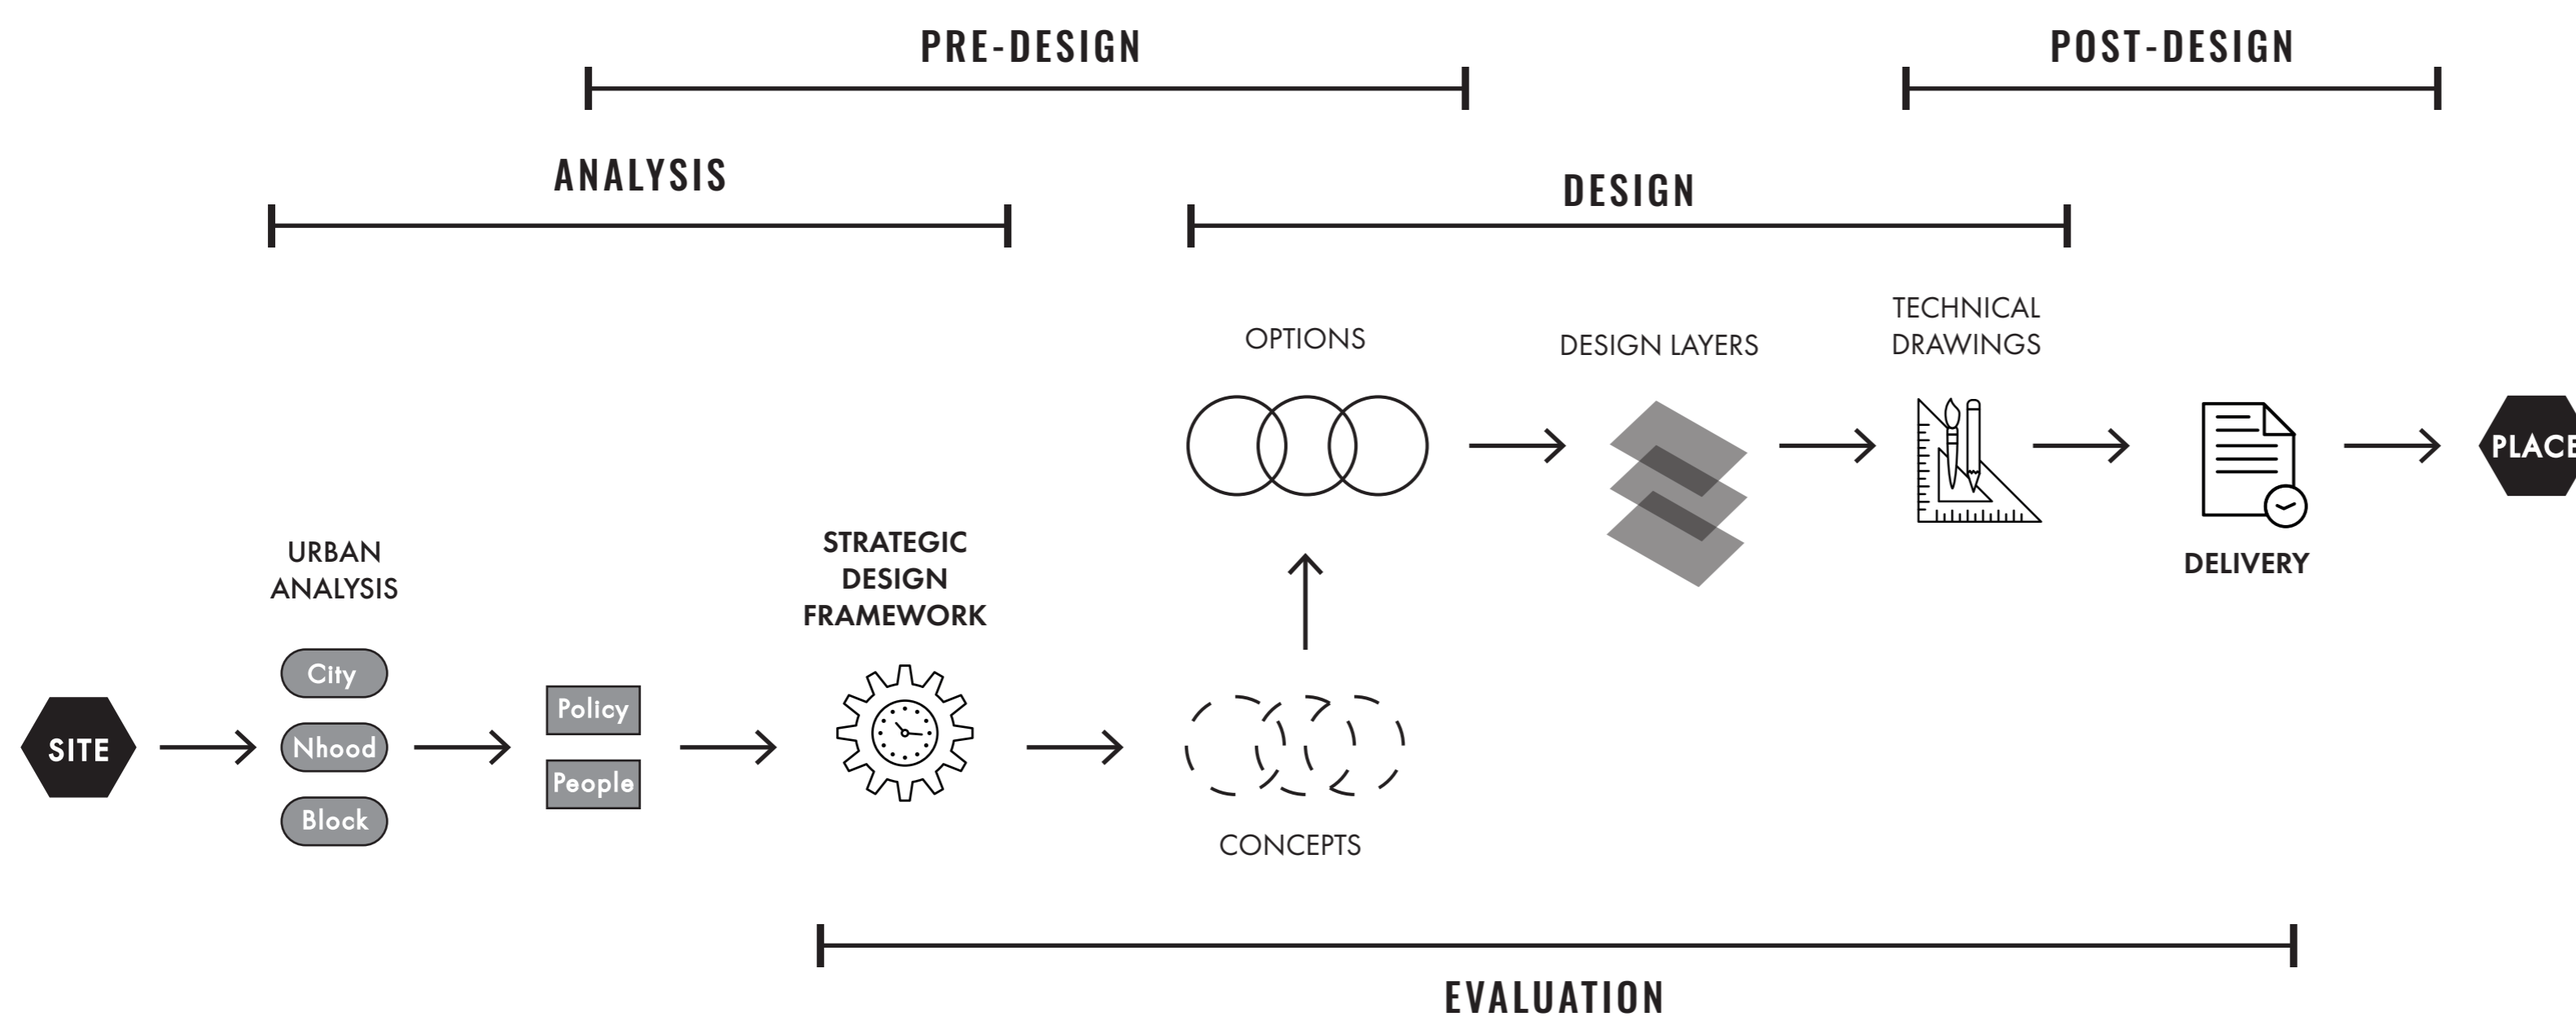 PRE-DESIGN
POST-DESIGN
ANALYSIS
DESIGN
OPTIONS
DESIGN LAYERS
TECHNICAL
DRAWINGS
PLACE
DELIVERY
URBAN
ANALYSIS
STRATEGIC
DESIGN
FRAMEWORK
SITE
City
Nhood
Block
Policy
People
CONCEPTS
EVALUATION